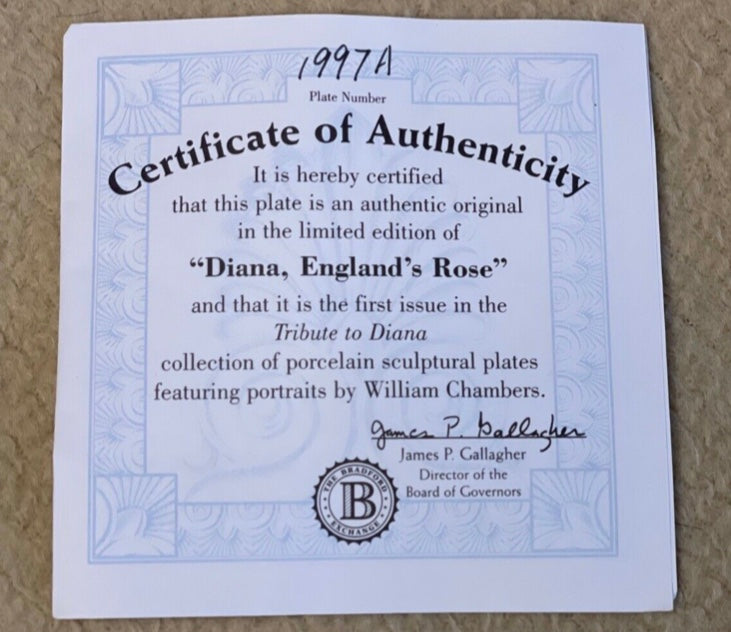 1997A
Plate Number
Certificate of Authenticity
It is hereby certified
that this plate is an authentic original
in the limited edition of
“Diana, England’s Rose”
and that it is the first issue in the
Tribute to Diana
collection of porcelain sculptural plates
featuring portraits by William Chambers.
James P. Gallagher
James P. Gallagher
Director of the
Board of Governors
THE BRADFORD
B
EXCHANGE